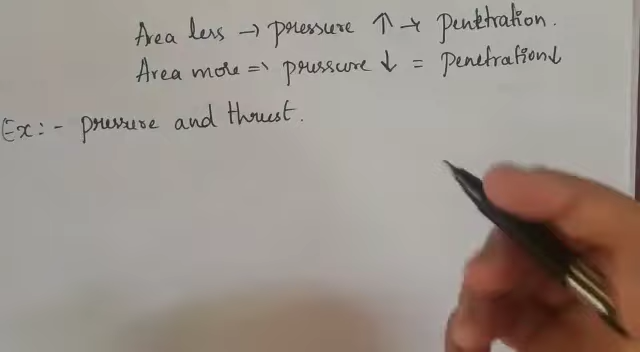 Area less → pressure ↑ → Penetration.
Area more => pressure ↓ = Penetration↓
Ex:- pressure and thrust.